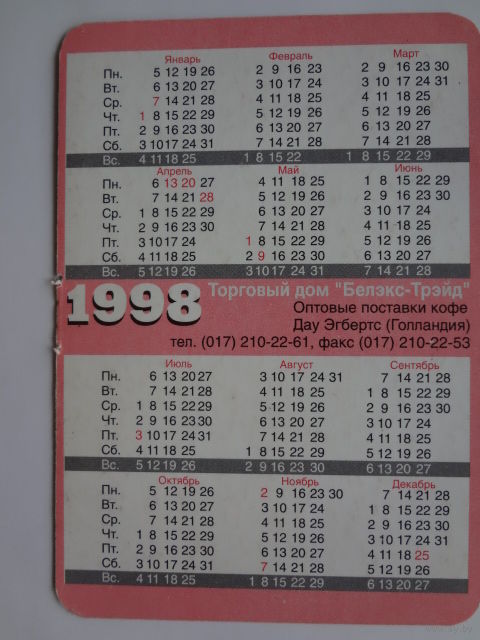 Январь Февраль Март
Пн. 5 12 19 26 2 9 16 23 2 9 16 23 30
Вт. 6 13 20 27 3 10 17 24 3 10 17 24 31
Ср. 7 14 21 28 4 11 18 25 4 11 18 25
Чт. 1 8 15 22 29 5 12 19 26 5 12 19 26
Пт. 2 9 16 23 30 6 13 20 27 6 13 20 27
Сб. 3 10 17 24 31 7 14 21 28 7 14 21 28
Вс. 4 11 18 25 1 8 15 22 1 8 15 22 29
Апрель Май Июнь
Пн. 6 13 20 27 4 11 18 25 1 8 15 22 29
Вт. 7 14 21 28 5 12 19 26 2 9 16 23 30
Ср. 1 8 15 22 29 6 13 20 27 3 10 17 24
Чт. 2 9 16 23 30 7 14 21 28 4 11 18 25
Пт. 3 10 17 24 1 8 15 22 29 5 12 19 26
Сб. 4 11 18 25 2 9 16 23 30 6 13 20 27
Вс. 5 12 19 26 3 10 17 24 31 7 14 21 28
1998 Торговый дом "Белэкс-Трэйд"
Оптовые поставки кофе
Дау Эгбертс (Голландия)
тел. (017) 210-22-61, факс (017) 210-22-53
Июль Август Сентябрь
Пн. 6 13 20 27 3 10 17 24 31 7 14 21 28
Вт. 7 14 21 28 4 11 18 25 1 8 15 22 29
Ср. 1 8 15 22 29 5 12 19 26 2 9 16 23 30
Чт. 2 9 16 23 30 6 13 20 27 3 10 17 24
Пт. 3 10 17 24 31 7 14 21 28 4 11 18 25
Сб. 4 11 18 25 1 8 15 22 29 5 12 19 26
Вс. 5 12 19 26 2 9 16 23 30 6 13 20 27
Октябрь Ноябрь Декабрь
Пн. 5 12 19 26 2 9 16 23 30 7 14 21 28
Вт. 6 13 20 27 3 10 17 24 1 8 15 22 29
Ср. 7 14 21 28 4 11 18 25 2 9 16 23 30
Чт. 1 8 15 22 29 5 12 19 26 3 10 17 24 31
Пт. 2 9 16 23 30 6 13 20 27 4 11 18 25
Сб. 3 10 17 24 31 7 14 21 28 5 12 19 26
Вс. 4 11 18 25 1 8 15 22 29 6 13 20 27